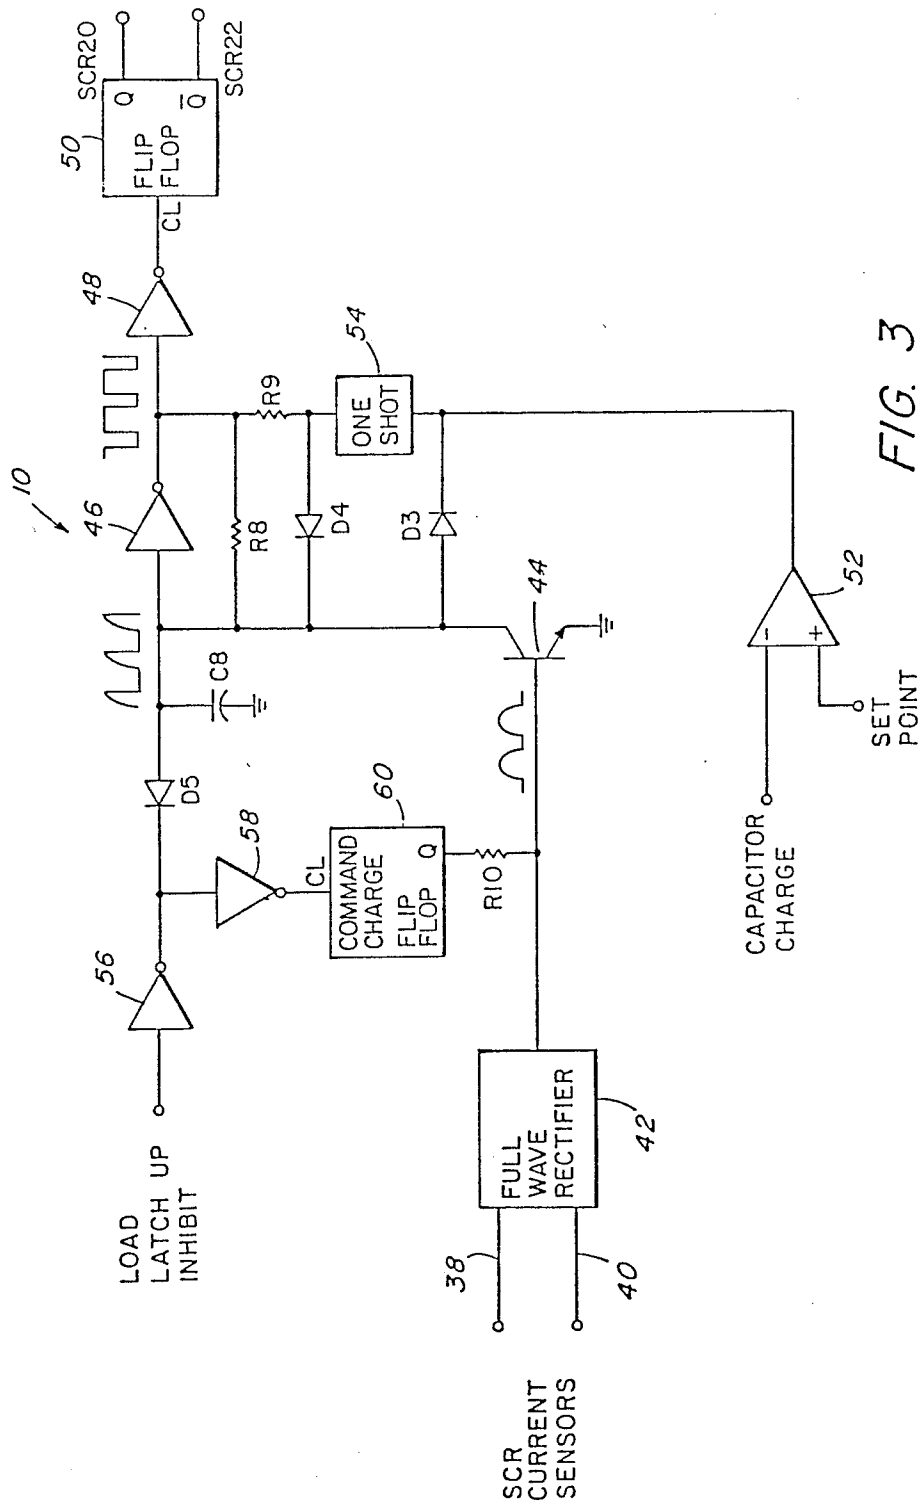 LOAD
LATCH UP
INHIBIT
56
D5
C8
10
46
48
50
FLIP
FLOP
CL
Q
Q̅
SCR20
SCR22
58
CL
COMMAND
CHARGE
FLIP
FLOP
Q
60
R10
R8
R9
D4
ONE
SHOT
54
D3
44
SCR
CURRENT
SENSORS
38
40
FULL
WAVE
RECTIFIER
42
CAPACITOR
CHARGE
SET
POINT
-
+
52
FIG. 3